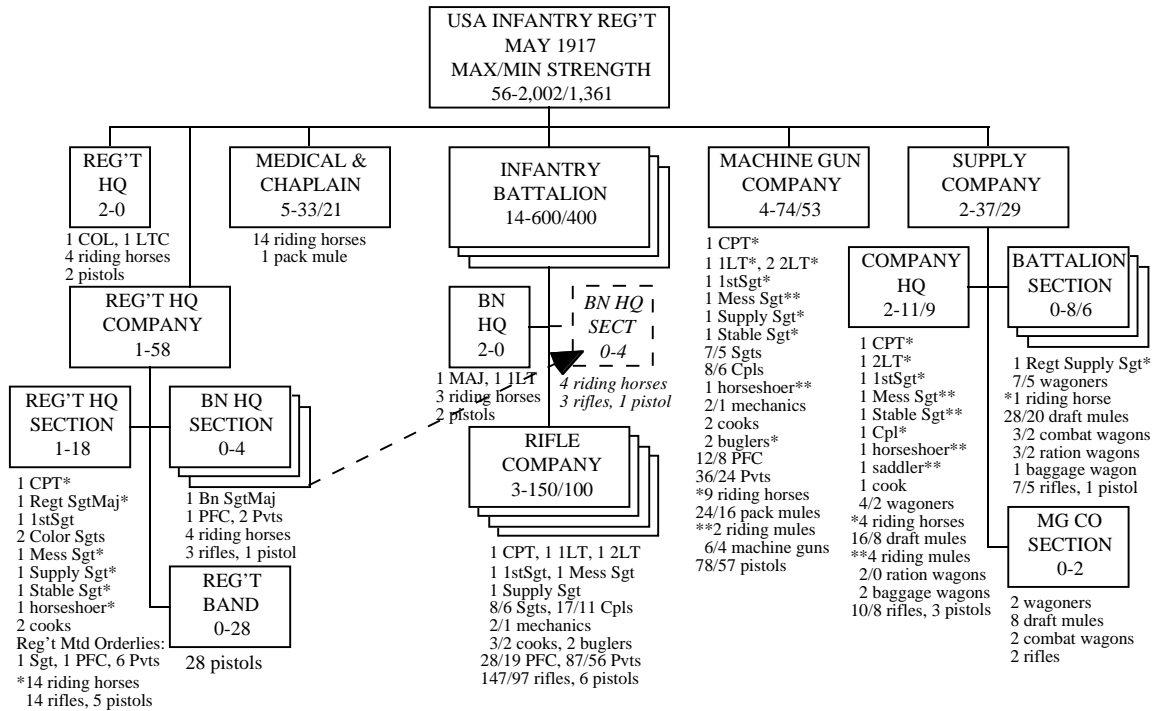 USA INFANTRY REG'T
MAY 1917
MAX/MIN STRENGTH
56-2,002/1,361
REG'T
HQ
2-0
1 COL, 1 LTC
4 riding horses
2 pistols
MEDICAL &
CHAPLAIN
5-33/21
14 riding horses
1 pack mule
INFANTRY
BATTALION
14-600/400
MACHINE GUN
COMPANY
4-74/53
SUPPLY
COMPANY
2-37/29
REG'T HQ
COMPANY
1-58
REG'T HQ
SECTION
1-18
1 CPT*
1 Regt SgtMaj*
1 1stSgt
2 Color Sgts
1 Mess Sgt*
1 Supply Sgt*
1 Stable Sgt*
1 horseshoer*
2 cooks
Reg't Mtd Orderlies:
1 Sgt, 1 PFC, 6 Pvts
*14 riding horses
14 rifles, 5 pistols
BN HQ
SECTION
0-4
1 Bn SgtMaj
1 PFC, 2 Pvts
4 riding horses
3 rifles, 1 pistol
REG'T
BAND
0-28
28 pistols
BN
HQ
2-0
1 MAJ, 1 1LT
3 riding horses
2 pistols
BN HQ
SECT
0-4
4 riding horses
3 rifles, 1 pistol
RIFLE
COMPANY
3-150/100
1 CPT, 1 1LT, 1 2LT
1 1stSgt, 1 Mess Sgt
1 Supply Sgt
8/6 Sgts, 17/11 Cpls
2/1 mechanics
3/2 cooks, 2 buglers
28/19 PFC, 87/56 Pvts
147/97 rifles, 6 pistols
1 CPT*
1 1LT*, 2 2LT*
1 1stSgt*
1 Mess Sgt**
1 Supply Sgt*
1 Stable Sgt*
7/5 Sgts
8/6 Cpls
1 horseshoer**
2/1 mechanics
2 cooks
2 buglers*
12/8 PFC
36/24 Pvts
*9 riding horses
24/16 pack mules
**2 riding mules
6/4 machine guns
78/57 pistols
COMPANY
HQ
2-11/9
1 CPT*
1 2LT*
1 1stSgt*
1 Mess Sgt**
1 Stable Sgt**
1 Cpl*
1 horseshoer**
1 saddler**
1 cook
4/2 wagoners
*4 riding horses
16/8 draft mules
**4 riding mules
2/0 ration wagons
2 baggage wagons
10/8 rifles, 3 pistols
BATTALION
SECTION
0-8/6
1 Regt Supply Sgt*
7/5 wagoners
*1 riding horse
28/20 draft mules
3/2 combat wagons
3/2 ration wagons
1 baggage wagon
7/5 rifles, 1 pistol
MG CO
SECTION
0-2
2 wagoners
8 draft mules
2 combat wagons
2 rifles